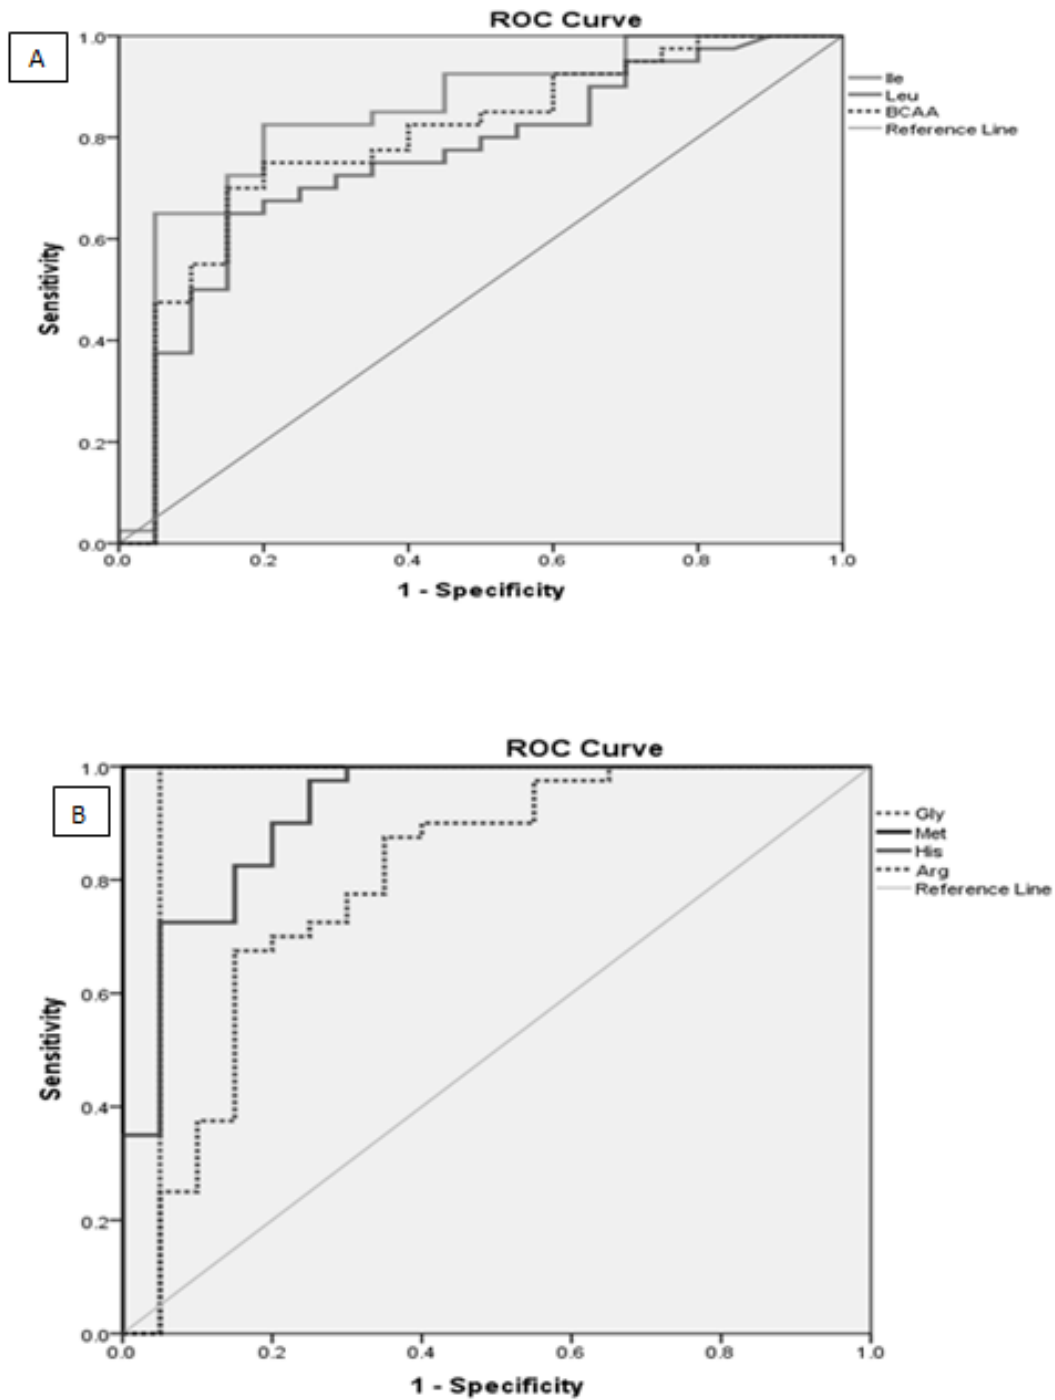 ROC Curve
A
1.0
0.8
0.6
0.4
0.2
0.0
Sensitivity
0.0 0.2 0.4 0.6 0.8 1.0
1 - Specificity
Ile
Leu
BCAA
Reference Line
ROC Curve
B
1.0
0.8
0.6
0.4
0.2
0.0
Sensitivity
0.0 0.2 0.4 0.6 0.8 1.0
1 - Specificity
Gly
Met
His
Arg
Reference Line